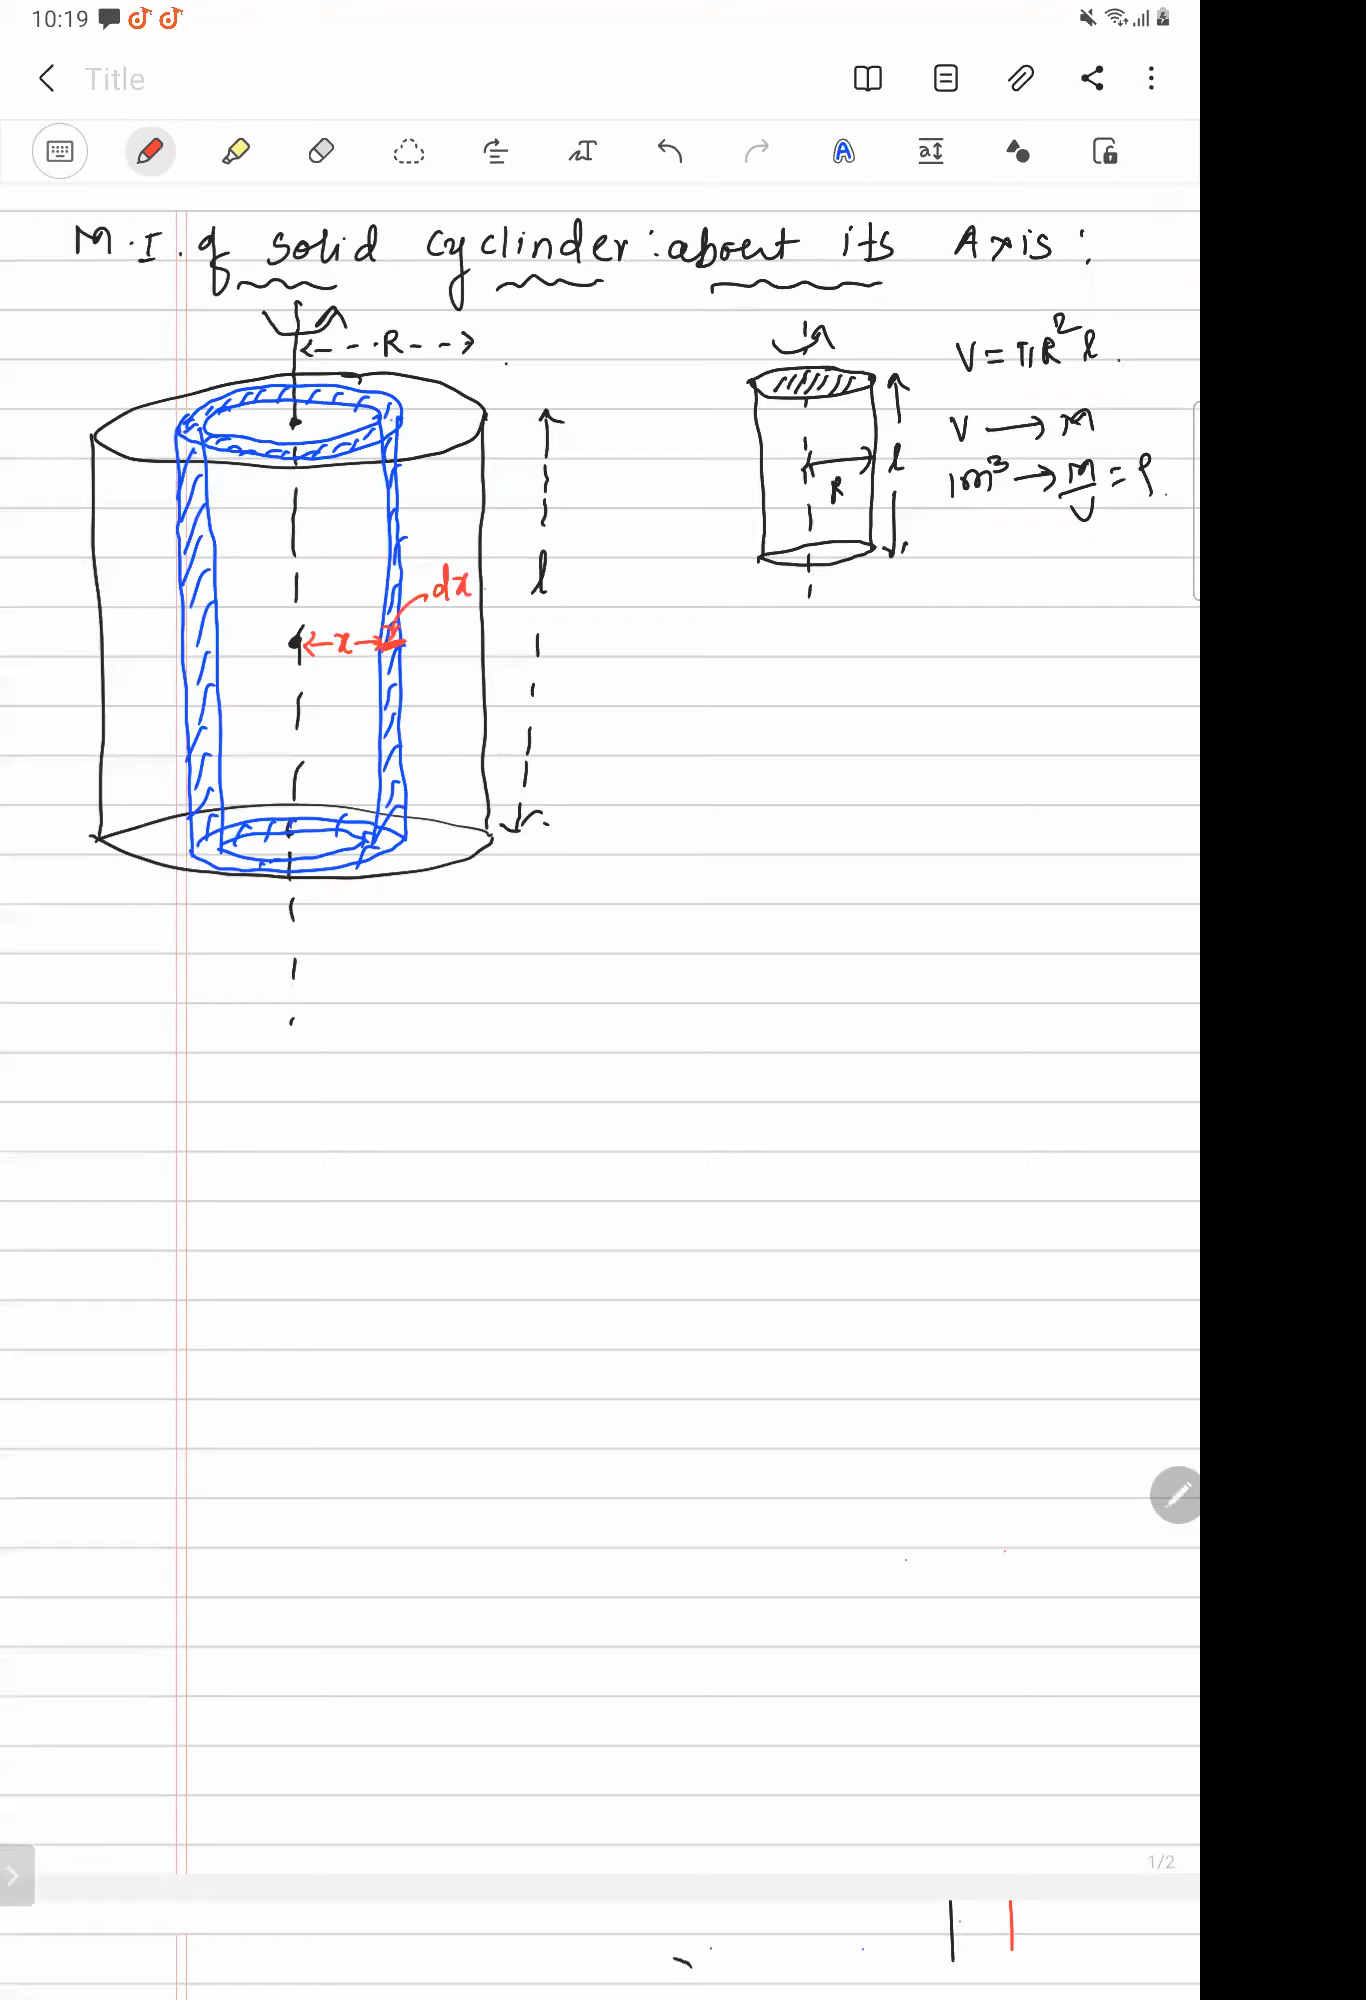 10:19
Title
M.I. of solid cylinder: about its Axis:
R
V = πR²l.
V → M
l
1m³ → M/V = ρ.
R
dx
l
x
1/2